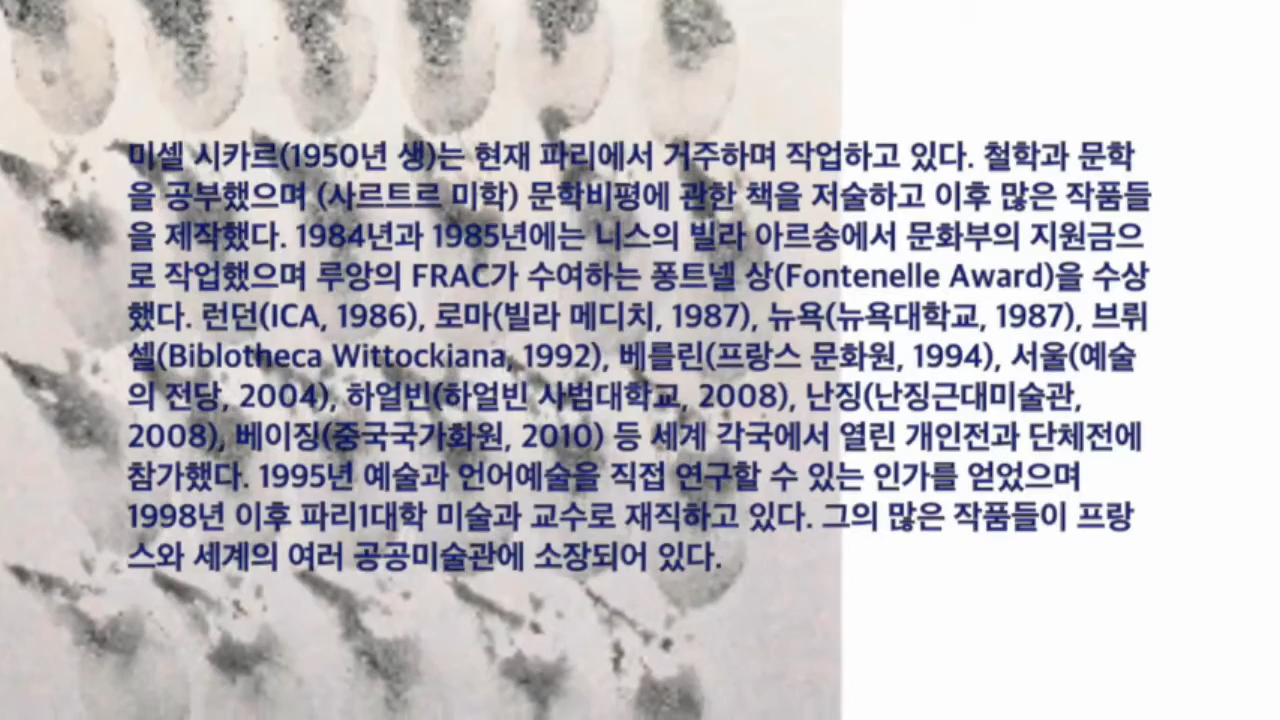 미셀 시카르(1950년 생)는 현재 파리에서 거주하며 작업하고 있다. 철학과 문학
을 공부했으며 (사르트르 미학) 문학비평에 관한 책을 저술하고 이후 많은 작품들
을 제작했다. 1984년과 1985년에는 니스의 빌라 아르송에서 문화부의 지원금으
로 작업했으며 루앙의 FRAC가 수여하는 퐁트넬 상(Fontenelle Award)을 수상
했다. 런던(ICA, 1986), 로마(빌라 메디치, 1987), 뉴욕(뉴욕대학교, 1987), 브뤼
셀(Biblotheca Wittockiana, 1992), 베를린(프랑스 문화원, 1994), 서울(예술
의 전당, 2004), 하얼빈(하얼빈 사범대학교, 2008), 난징(난징근대미술관,
2008), 베이징(중국국가화원, 2010) 등 세계 각국에서 열린 개인전과 단체전에
참가했다. 1995년 예술과 언어예술을 직접 연구할 수 있는 인가를 얻었으며
1998년 이후 파리1대학 미술과 교수로 재직하고 있다. 그의 많은 작품들이 프랑
스와 세계의 여러 공공미술관에 소장되어 있다.